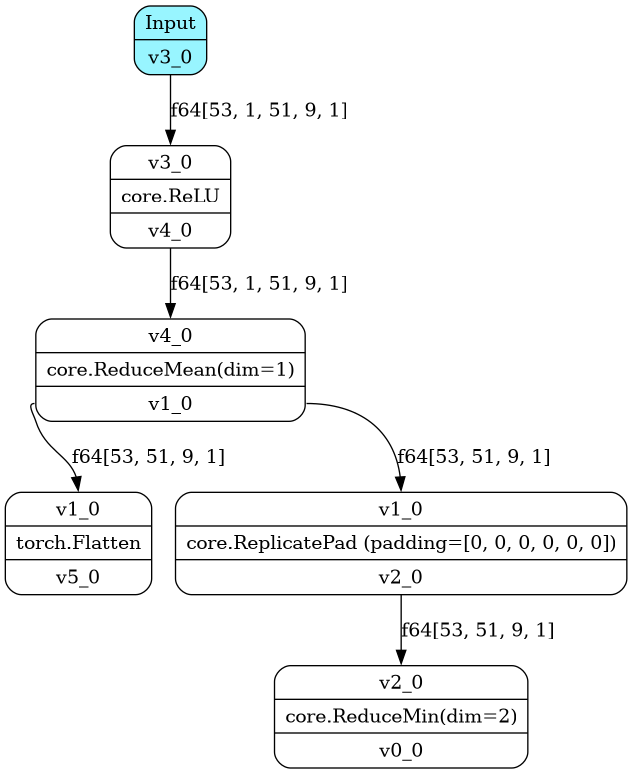 Input
v3_0
f64[53, 1, 51, 9, 1]
v3_0
core.ReLU
v4_0
f64[53, 1, 51, 9, 1]
v4_0
core.ReduceMean(dim=1)
v1_0
f64[53, 51, 9, 1]
f64[53, 51, 9, 1]
v1_0
torch.Flatten
v5_0
v1_0
core.ReplicatePad (padding=[0, 0, 0, 0, 0, 0])
v2_0
f64[53, 51, 9, 1]
v2_0
core.ReduceMin(dim=2)
v0_0